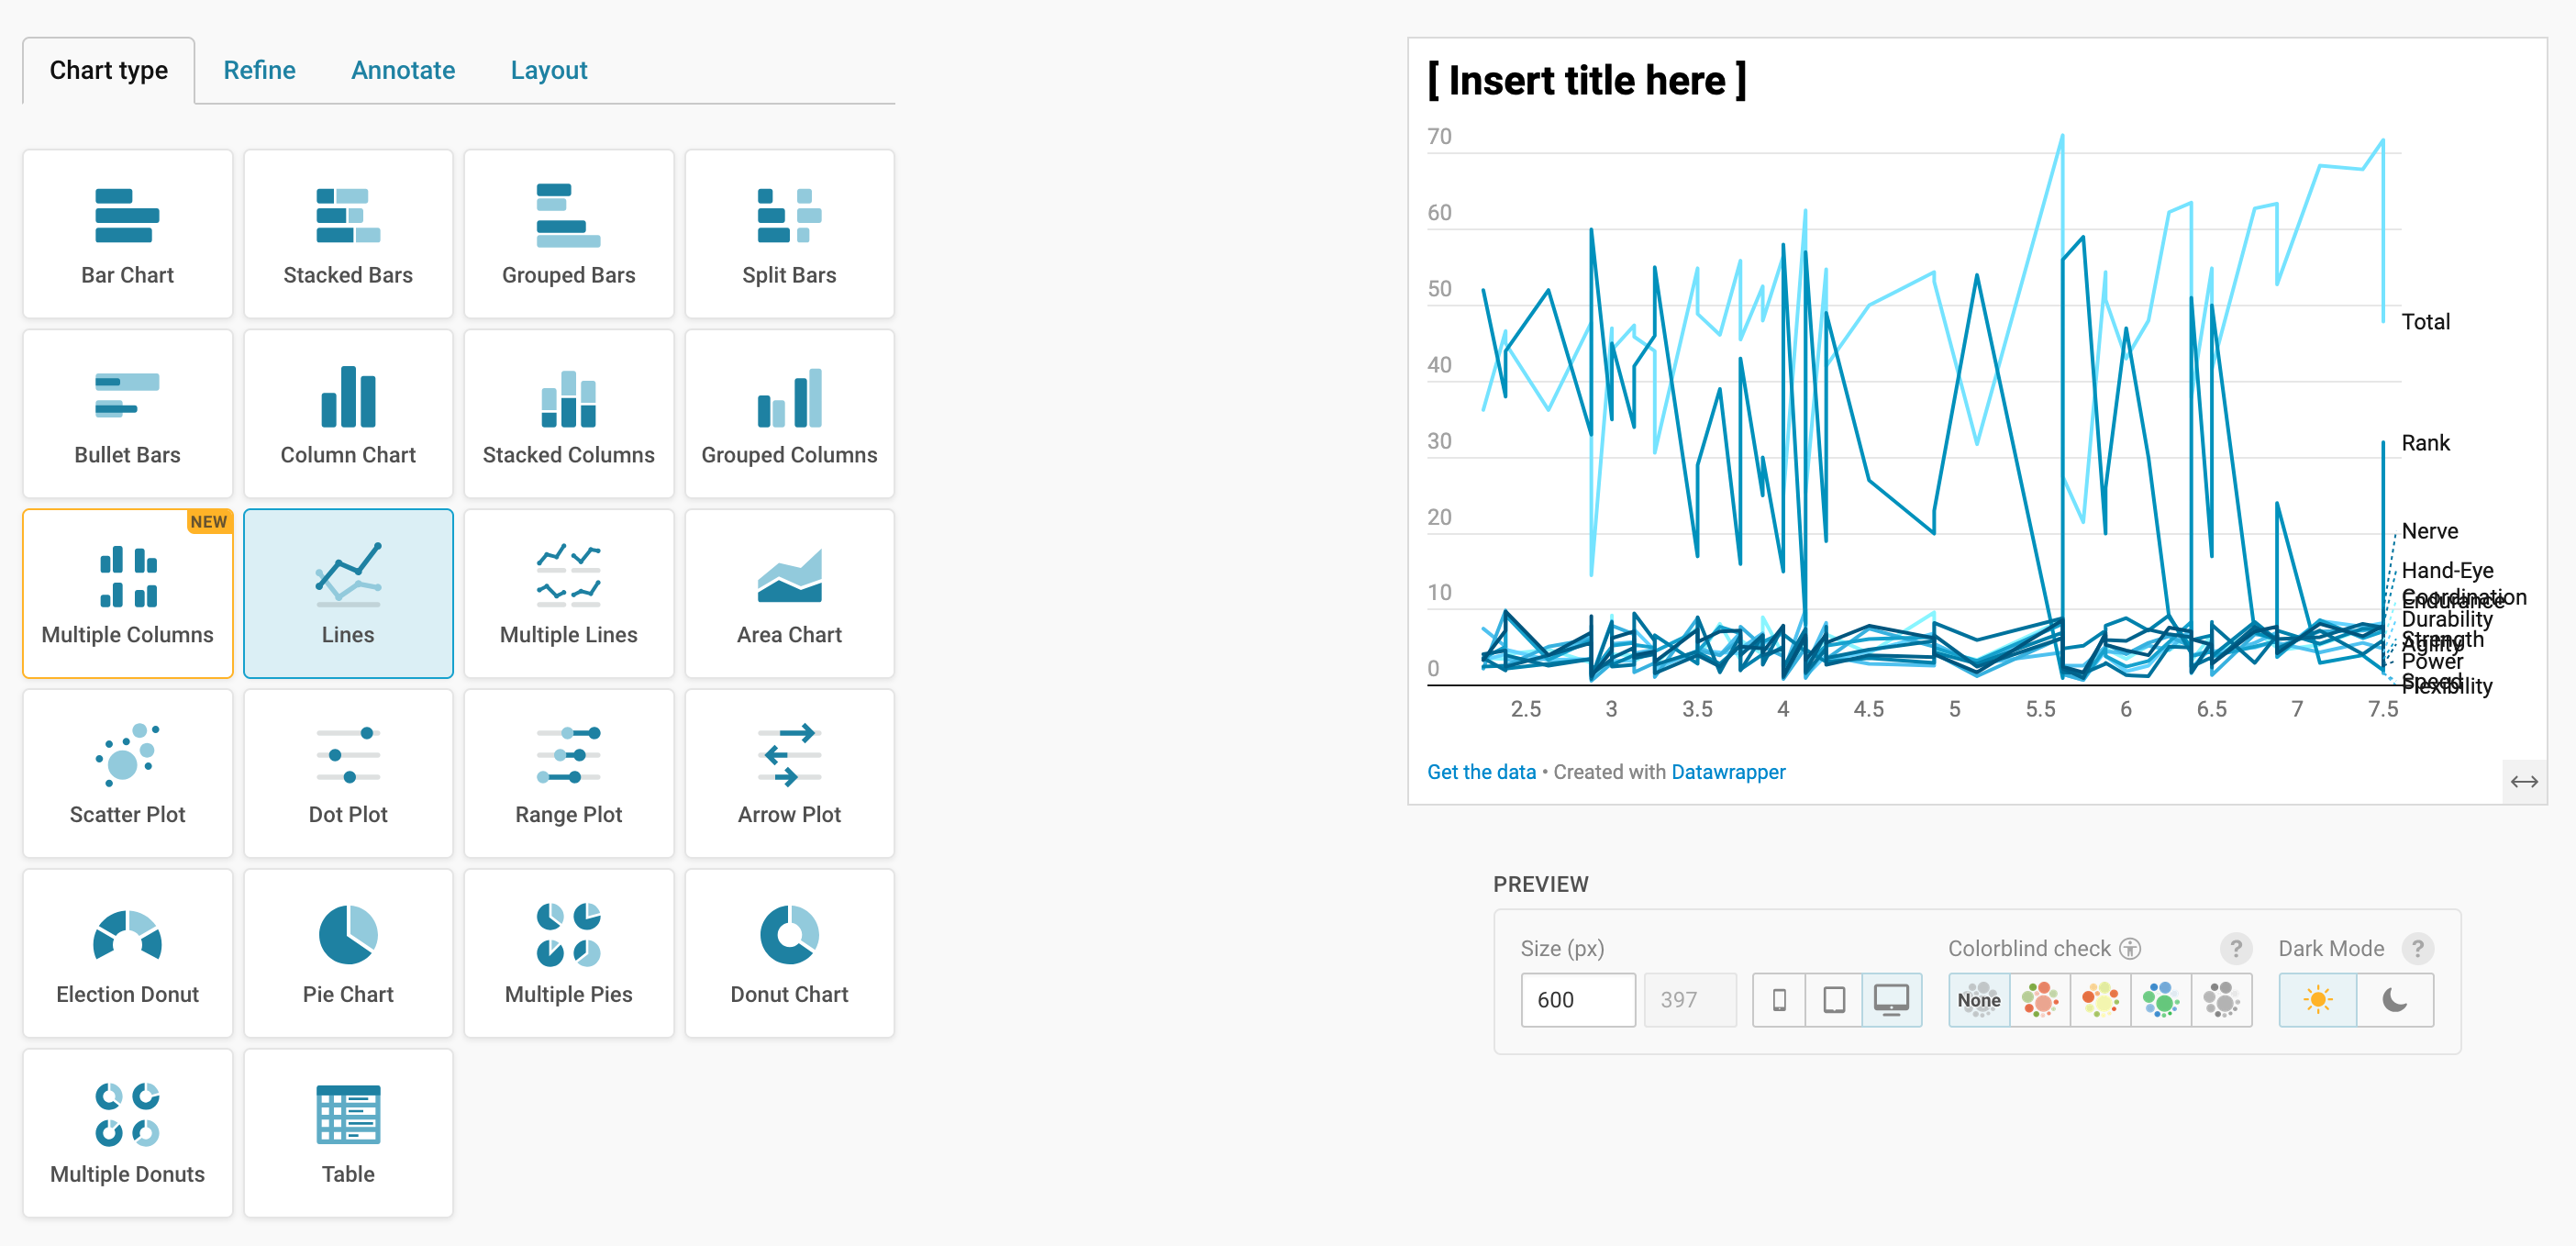 Chart type Refine Annotate Layout
Bar Chart Stacked Bars Grouped Bars Split Bars
Bullet Bars Column Chart Stacked Columns Grouped Columns
NEW
Multiple Columns Lines Multiple Lines Area Chart
Scatter Plot Dot Plot Range Plot Arrow Plot
Election Donut Pie Chart Multiple Pies Donut Chart
Multiple Donuts Table
[ Insert title here ]
70
60
50
40
30
20
10
0
Total
Rank
Nerve
Hand-Eye
Coordination
Endurance
Durability
Strength
Agility
Power
Speed
Flexibility
2.5 3 3.5 4 4.5 5 5.5 6 6.5 7 7.5
Get the data • Created with Datawrapper
PREVIEW
Size (px) Colorblind check ? Dark Mode ?
600 397 None